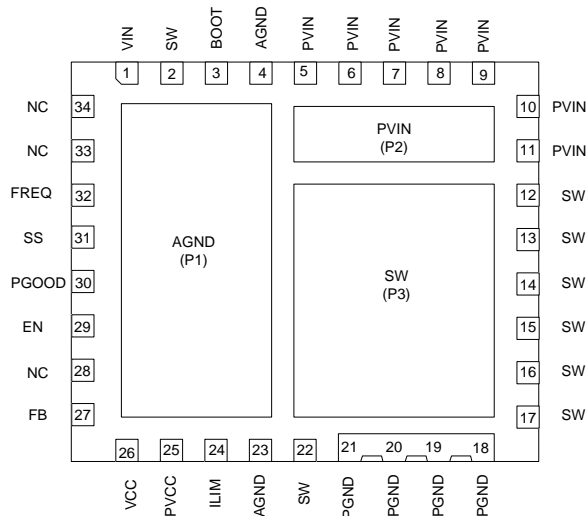 VIN SW BOOT AGND PVIN PVIN PVIN PVIN PVIN
1 2 3 4 5 6 7 8 9
NC 34 10 PVIN
PVIN
(P2)
NC 33 11 PVIN
FREQ 32 12 SW
SS 31 13 SW
AGND
(P1)
SW
(P3)
PGOOD 30 14 SW
EN 29 15 SW
NC 28 16 SW
FB 27 17 SW
26 25 24 23 22 21 20 19 18
VCC PVCC ILIM AGND SW PGND PGND PGND PGND